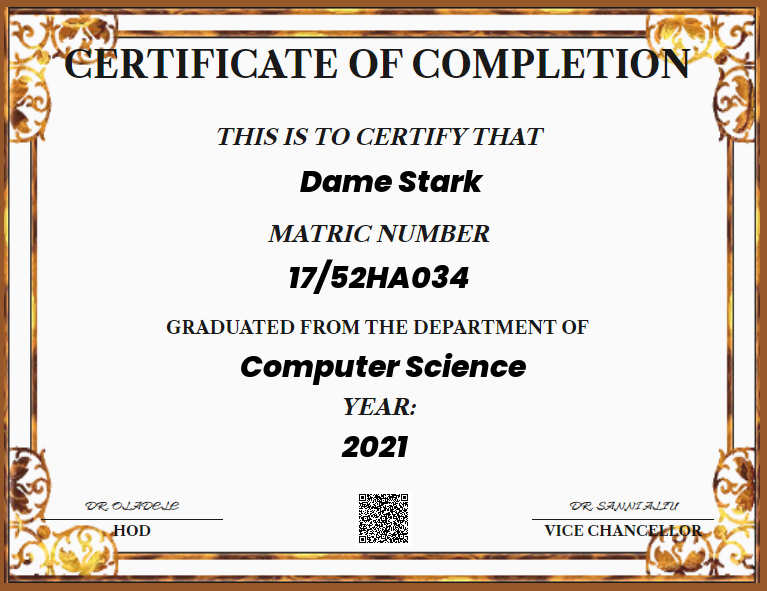 CERTIFICATE OF COMPLETION
THIS IS TO CERTIFY THAT
Dame Stark
MATRIC NUMBER
17/52HA034
GRADUATED FROM THE DEPARTMENT OF
Computer Science
YEAR:
2021
DR. OLADELE
HOD
DR. SANNI ALIU
VICE CHANCELLOR